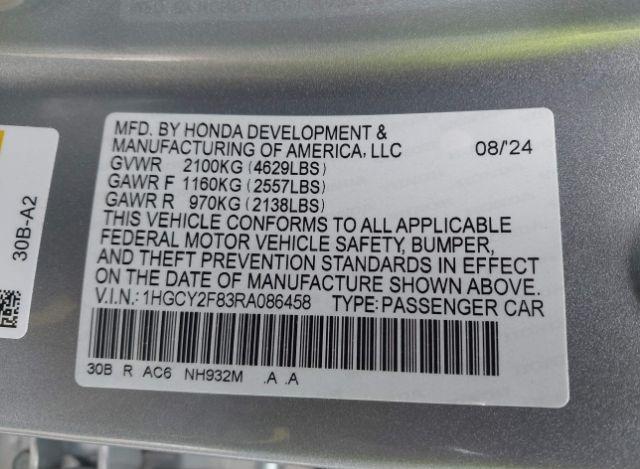 MFD. BY HONDA DEVELOPMENT &
MANUFACTURING OF AMERICA, LLC 08/'24
GVWR 2100KG (4629LBS)
GAWR F 1160KG (2557LBS)
GAWR R 970KG (2138LBS)
THIS VEHICLE CONFORMS TO ALL APPLICABLE
FEDERAL MOTOR VEHICLE SAFETY, BUMPER,
AND THEFT PREVENTION STANDARDS IN EFFECT
ON THE DATE OF MANUFACTURE SHOWN ABOVE.
V.I.N.: 1HGCY2F83RA086458 TYPE: PASSENGER CAR
30B R AC6 NH932M .A .A
30B-A2